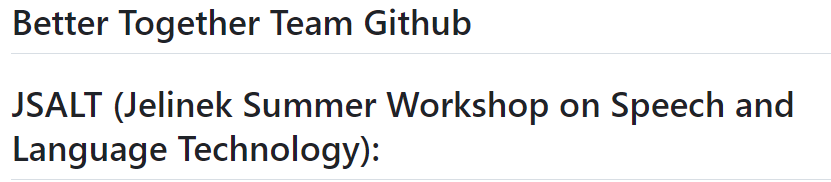 Better Together Team Github
JSALT (Jelinek Summer Workshop on Speech and
Language Technology):